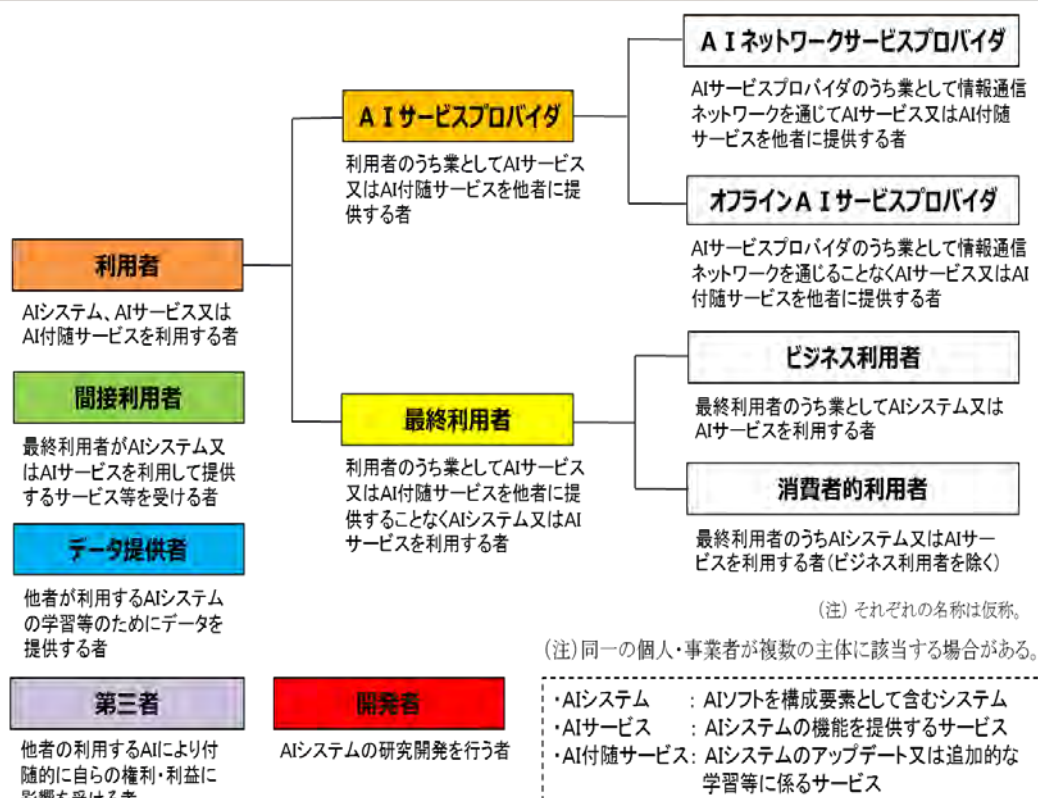 AIネットワークサービスプロバイダ
AIサービスプロバイダのうち業として情報通信
ネットワークを通じてAIサービス又はAI付随
サービスを他者に提供する者
AIサービスプロバイダ
利用者のうち業としてAIサービス
又はAI付随サービスを他者に提
供する者
オフラインAIサービスプロバイダ
AIサービスプロバイダのうち業として情報通信
ネットワークを通じることなくAIサービス又はAI
付随サービスを他者に提供する者
利用者
AIシステム、AIサービス又は
AI付随サービスを利用する者
ビジネス利用者
最終利用者のうち業としてAIシステム又は
AIサービスを利用する者
間接利用者
最終利用者がAIシステム又
はAIサービスを利用して提供
するサービス等を受ける者
最終利用者
利用者のうち業としてAIサービス
又はAI付随サービスを他者に提
供することなくAIシステム又はAI
サービスを利用する者
消費者的利用者
最終利用者のうちAIシステム又はAIサー
ビスを利用する者(ビジネス利用者を除く)
データ提供者
他者が利用するAIシステム
の学習等のためにデータを
提供する者
(注) それぞれの名称は仮称。
(注)同一の個人・事業者が複数の主体に該当する場合がある。
第三者
他者の利用するAIにより付
随的に自らの権利・利益に
影響を受ける者
開発者
AIシステムの研究開発を行う者
・AIシステム : AIソフトを構成要素として含むシステム
・AIサービス : AIシステムの機能を提供するサービス
・AI付随サービス: AIシステムのアップデート又は追加的な
学習等に係るサービス